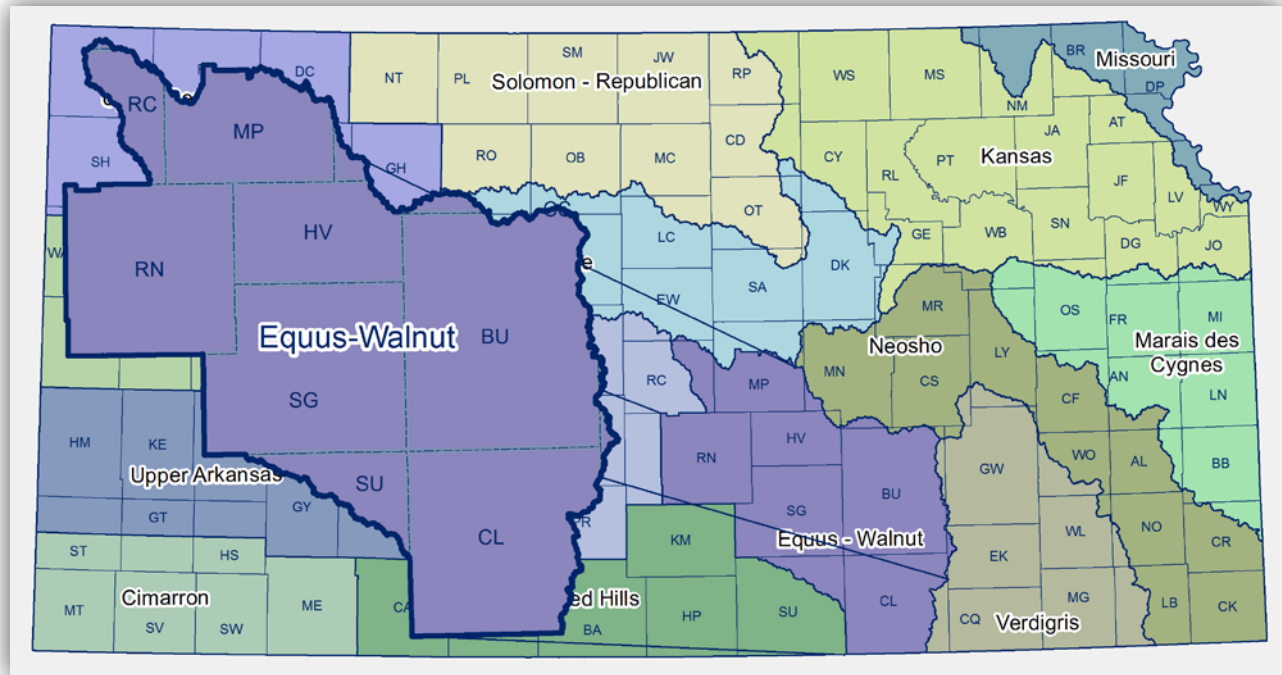 DC
NT
PL
SM
JW
RP
Solomon - Republican
WS
MS
NM
BR
Missouri
DP
RC
MP
SH
GH
RO
OB
MC
CD
CY
RL
PT
JA
AT
Kansas
JF
LV
WY
HV
OT
GE
WB
SN
DG
JO
RN
LC
DK
EW
SA
MR
OS
FR
MI
Equus-Walnut
BU
Neosho
LY
Marais des
Cygnes
RC
MP
MN
CS
AN
LN
CF
SG
HM
KE
RN
HV
WO
AL
BB
Upper Arkansas
SU
GY
GW
BU
GT
SG
WL
NO
CR
CL
KM
Equus - Walnut
ST
HS
EK
Cimarron
ME
CL
MT
SV
SW
BA
HP
SU
CQ
MG
Verdigris
LB
CK